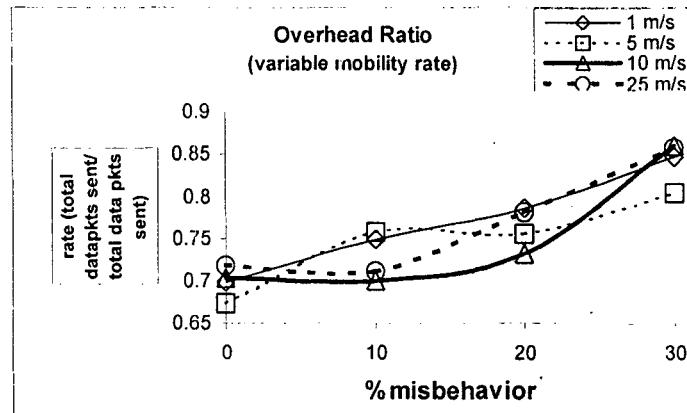 Overhead Ratio
(variable mobility rate)
1 m/s
5 m/s
10 m/s
25 m/s
rate (total
datapkts sent/
total data pkts
sent)
0.9
0.85
0.8
0.75
0.7
0.65
0
10
20
30
% misbehavior